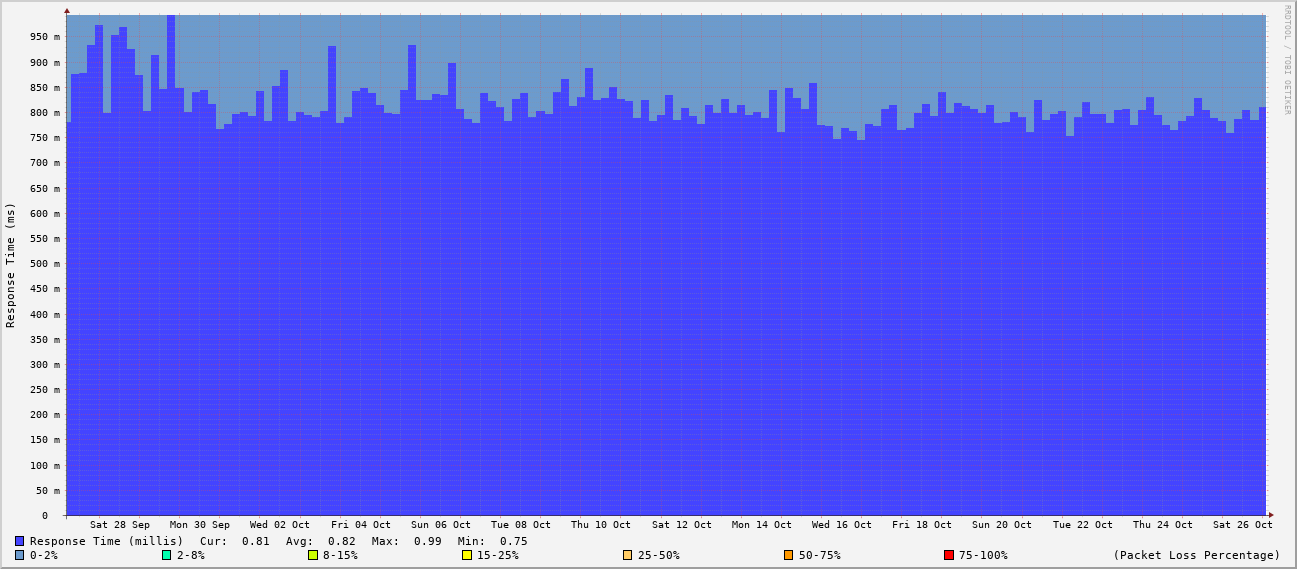 RRDTOOL / TOBI OETIKER
Response Time (ms)
950 m
900 m
850 m
800 m
750 m
700 m
650 m
600 m
550 m
500 m
450 m
400 m
350 m
300 m
250 m
200 m
150 m
100 m
50 m
0
Sat 28 Sep Mon 30 Sep Wed 02 Oct Fri 04 Oct Sun 06 Oct Tue 08 Oct Thu 10 Oct Sat 12 Oct Mon 14 Oct Wed 16 Oct Fri 18 Oct Sun 20 Oct Tue 22 Oct Thu 24 Oct Sat 26 Oct
Response Time (millis) Cur: 0.81 Avg: 0.82 Max: 0.99 Min: 0.75
0-2% 2-8% 8-15% 15-25% 25-50% 50-75% 75-100% (Packet Loss Percentage)